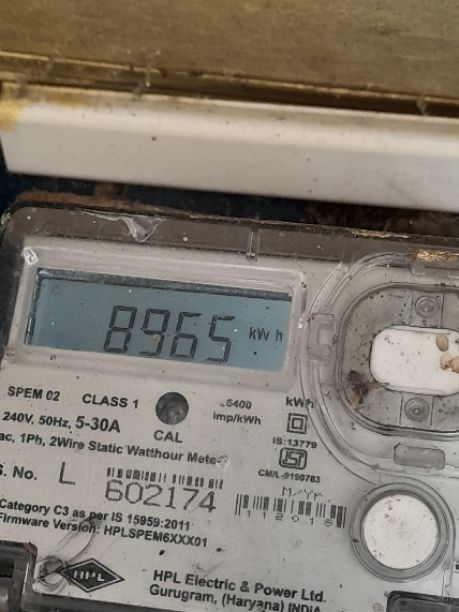 8965 kWh
SPEM 02 CLASS 1 6400 imp/kWh kWh
240V, 50Hz, 5-30A
CAL
IS:13779
ac, 1Ph, 2Wire Static Watthour Meter
CM/L-9190783
S. No. L 602174
M/Yr.
112018
Category C3 as per IS 15959:2011
Firmware Version: HPLSPEM6XXX01
HPL
HPL Electric & Power Ltd.
Gurugram, (Haryana) INDIA